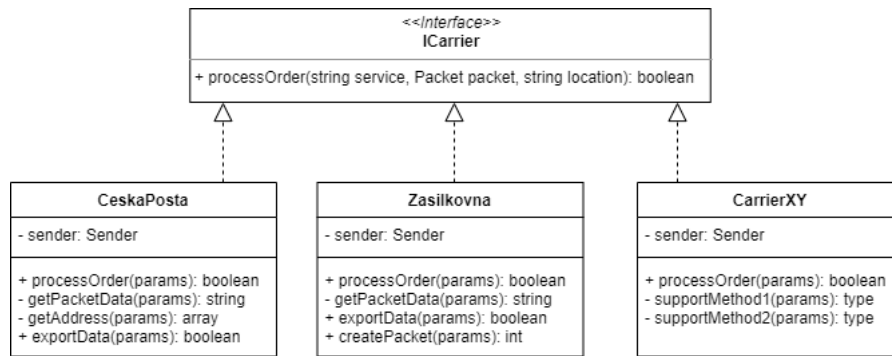 <<Interface>>
ICarrier
+ processOrder(string service, Packet packet, string location): boolean
CeskaPosta
- sender: Sender
+ processOrder(params): boolean
- getPacketData(params): string
- getAddress(params): array
+ exportData(params): boolean
Zasilkovna
- sender: Sender
+ processOrder(params): boolean
- getPacketData(params): string
+ exportData(params): boolean
+ createPacket(params): int
CarrierXY
- sender: Sender
+ processOrder(params): boolean
- supportMethod1(params): type
- supportMethod2(params): type